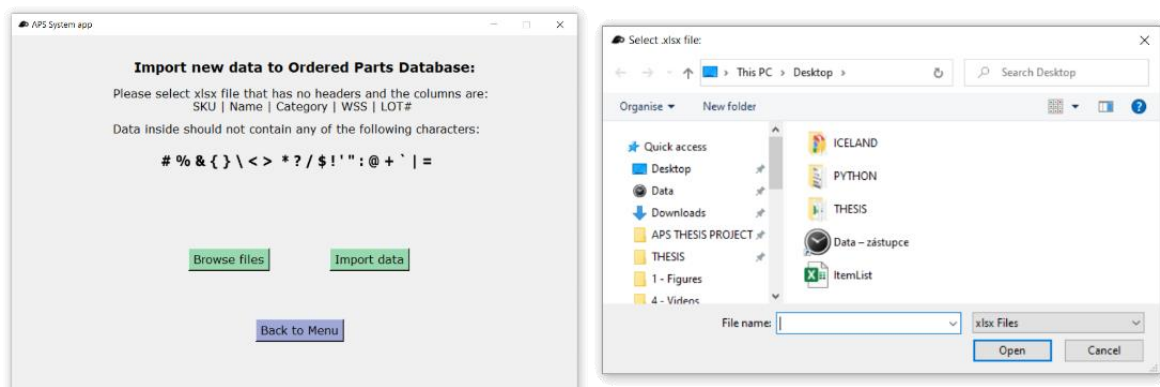 APS System app
Import new data to Ordered Parts Database:
Please select xlsx file that has no headers and the columns are:
SKU | Name | Category | WSS | LOT#
Data inside should not contain any of the following characters:
# % & { } \ < > * ? / $ ! ' " : @ + ` | =
Browse files
Import data
Back to Menu
Select .xlsx file:
This PC > Desktop >
Search Desktop
Organise
New folder
Quick access
Desktop
Data
Downloads
APS THESIS PROJECT
THESIS
1 - Figures
4 - Videos
ICELAND
PYTHON
THESIS
Data – zástupce
ItemList
File name:
xlsx Files
Open
Cancel